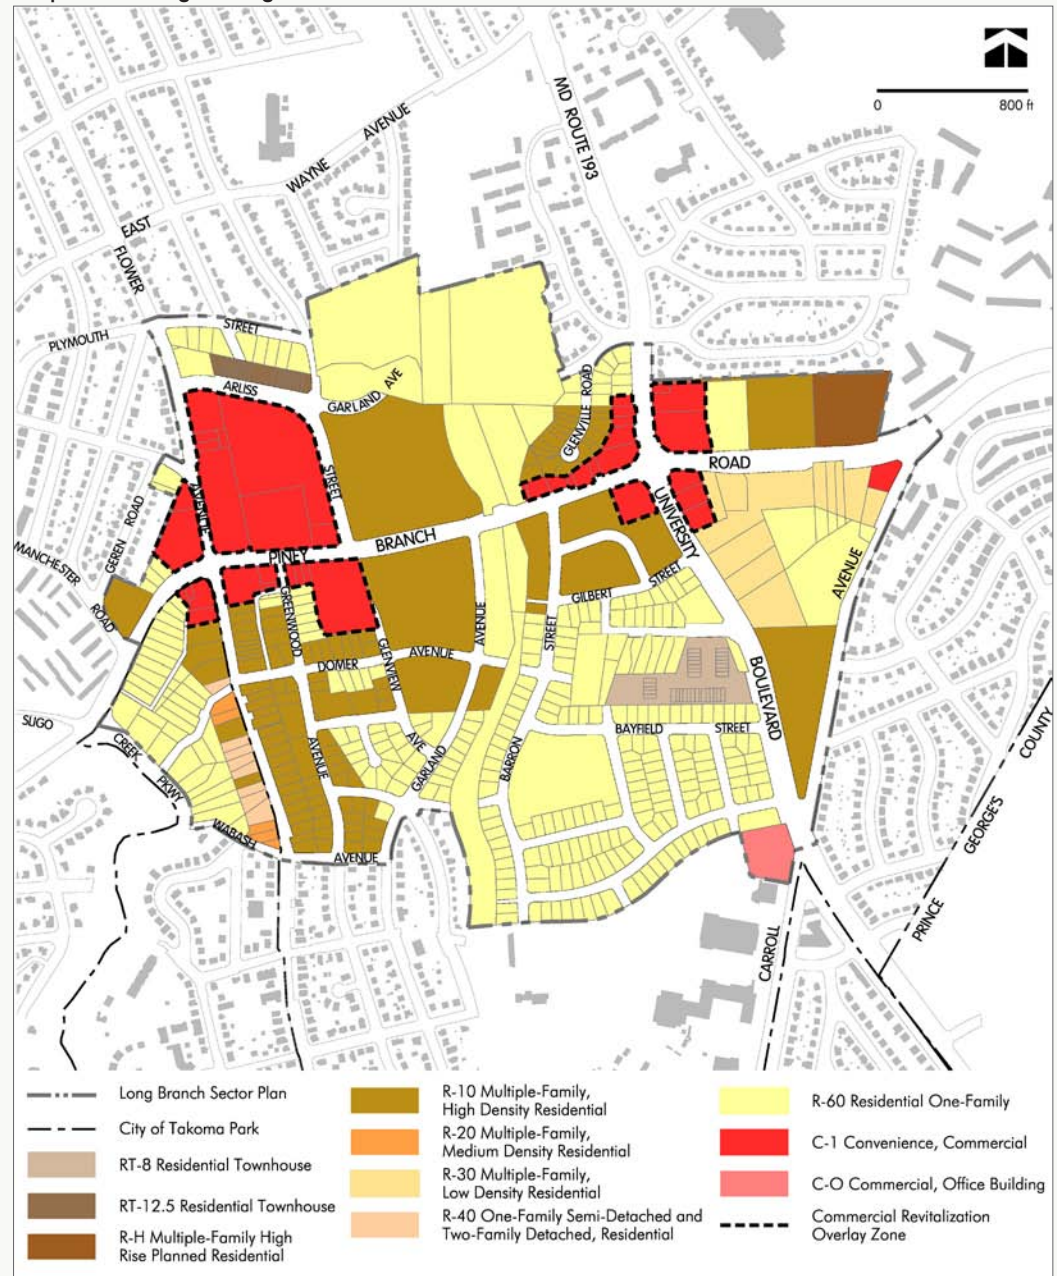 0 800 ft
MD ROUTE 193
WAYNE AVENUE
EAST
FLOWER
PLYMOUTH
STREET
ARLISS
GARLAND AVE
GLENVILLE ROAD
ROAD
STREET
AVENUE
GEREN ROAD
MANCHESTER
ROAD
PINEY
BRANCH
UNIVERSITY
AVENUE
GREENWOOD
AVENUE
STREET
GILBERT
STREET
DOMER
AVENUE
GLENVIEW
AVE
BOULEVARD
SLIGO
CREEK
PKWY
AVENUE
GARLAND
BARRON
BAYFIELD
STREET
WABASH
AVENUE
CARROLL
PRINCE
GEORGE'S
COUNTY
Long Branch Sector Plan
City of Takoma Park
RT-8 Residential Townhouse
RT-12.5 Residential Townhouse
R-H Multiple-Family High
Rise Planned Residential
R-10 Multiple-Family,
High Density Residential
R-20 Multiple-Family,
Medium Density Residential
R-30 Multiple-Family,
Low Density Residential
R-40 One-Family Semi-Detached and
Two-Family Detached, Residential
R-60 Residential One-Family
C-1 Convenience, Commercial
C-O Commercial, Office Building
Commercial Revitalization
Overlay Zone